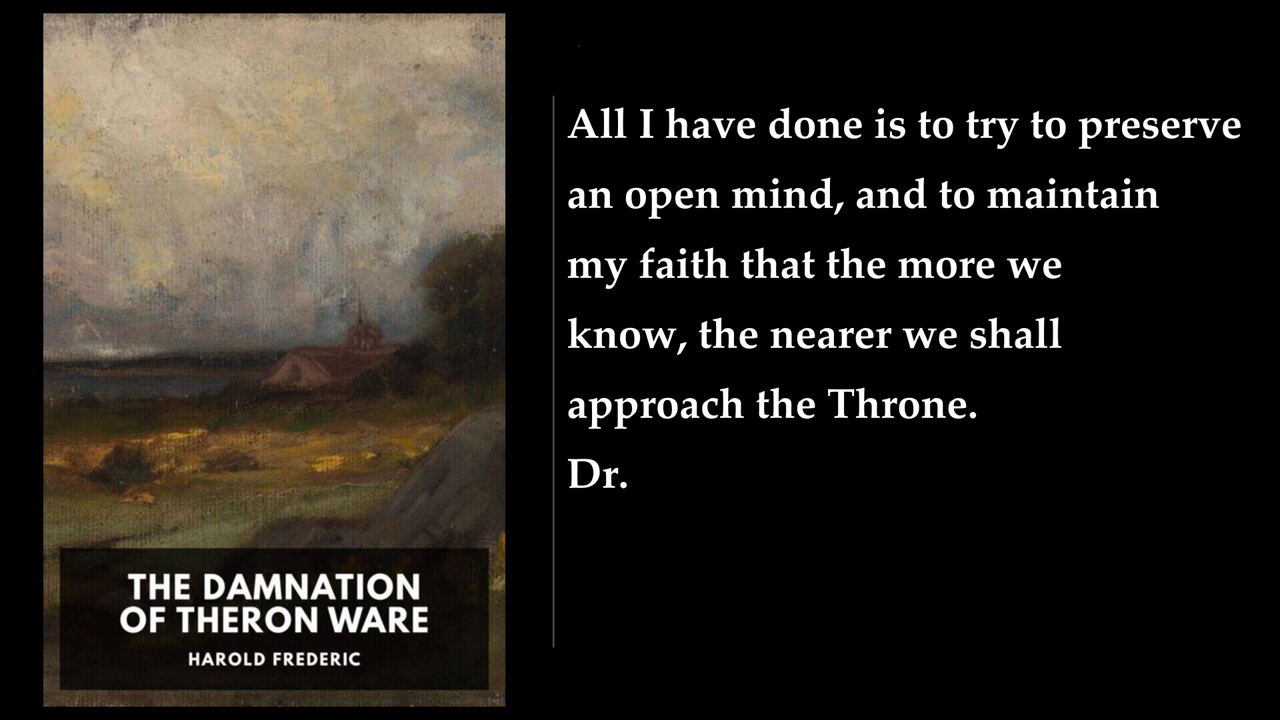 THE DAMNATION
OF THERON WARE
HAROLD FREDERIC
All I have done is to try to preserve
an open mind, and to maintain
my faith that the more we
know, the nearer we shall
approach the Throne.
Dr.